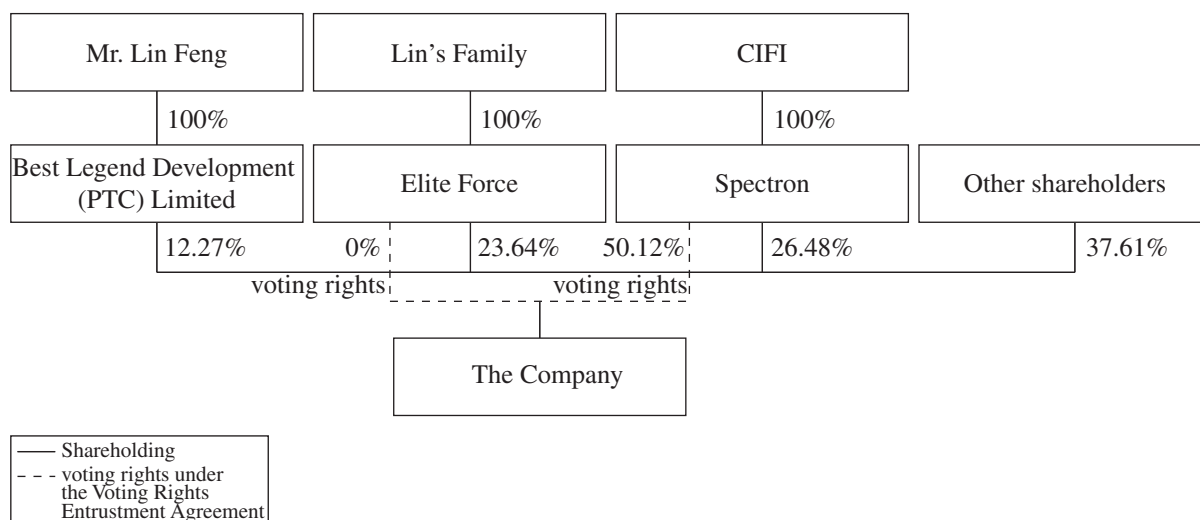 Mr. Lin Feng
Lin’s Family
CIFI
100%
100%
100%
Best Legend Development
(PTC) Limited
Elite Force
Spectron
Other shareholders
12.27%
0%
23.64%
50.12%
26.48%
37.61%
voting rights
voting rights
The Company
Shareholding
voting rights under
the Voting Rights
Entrustment Agreement